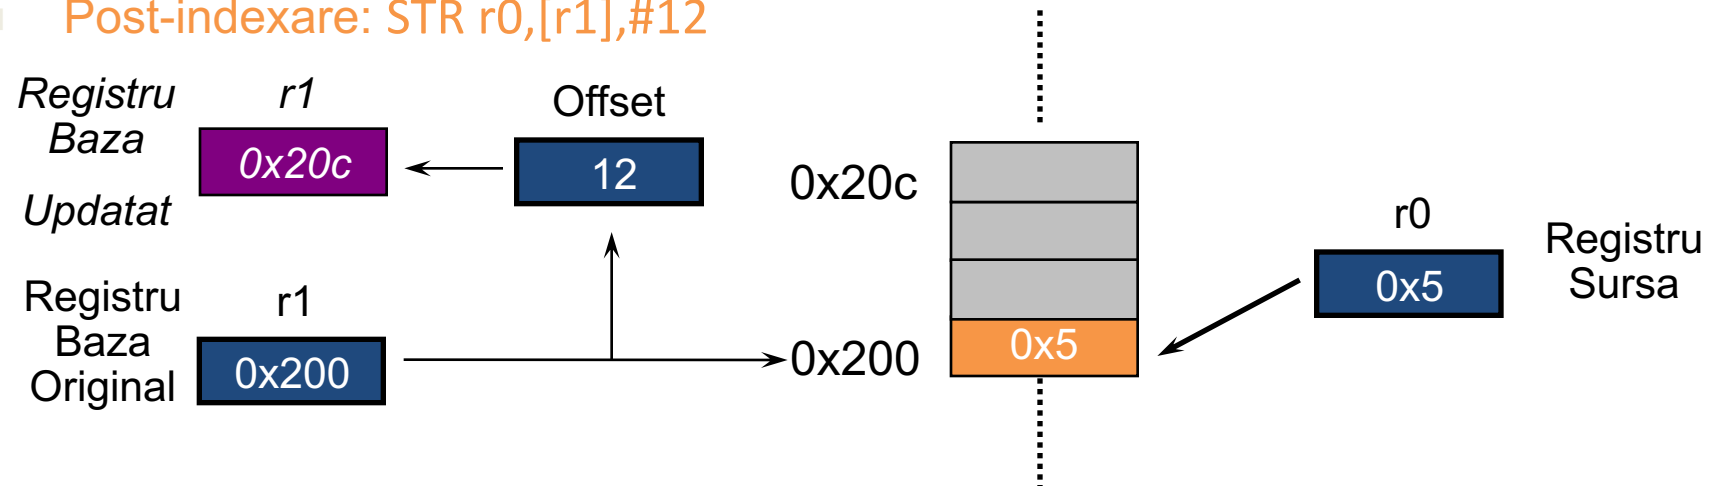 Post-indexare: STR r0,[r1],#12
Registru
Baza
Updatat
r1
0x20c
Offset
12
0x20c
r0
0x5
Registru
Sursa
Registru
Baza
Original
r1
0x200
0x200
0x5